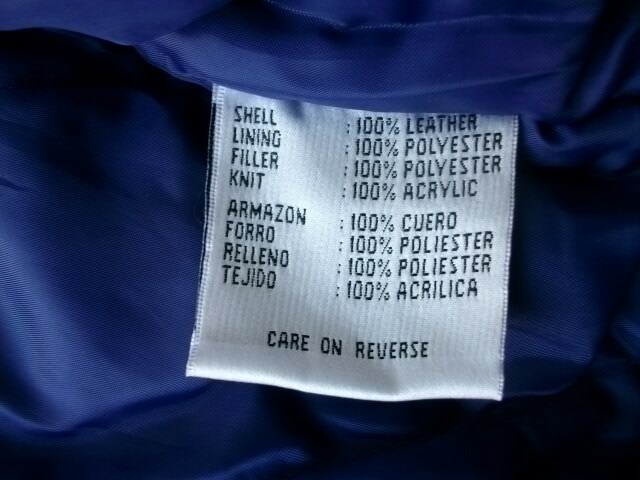 SHELL : 100% LEATHER
LINING : 100% POLYESTER
FILLER : 100% POLYESTER
KNIT : 100% ACRYLIC
ARMAZON : 100% CUERO
FORRO : 100% POLIESTER
RELLENO : 100% POLIESTER
TEJIDO : 100% ACRILICA
CARE ON REVERSE